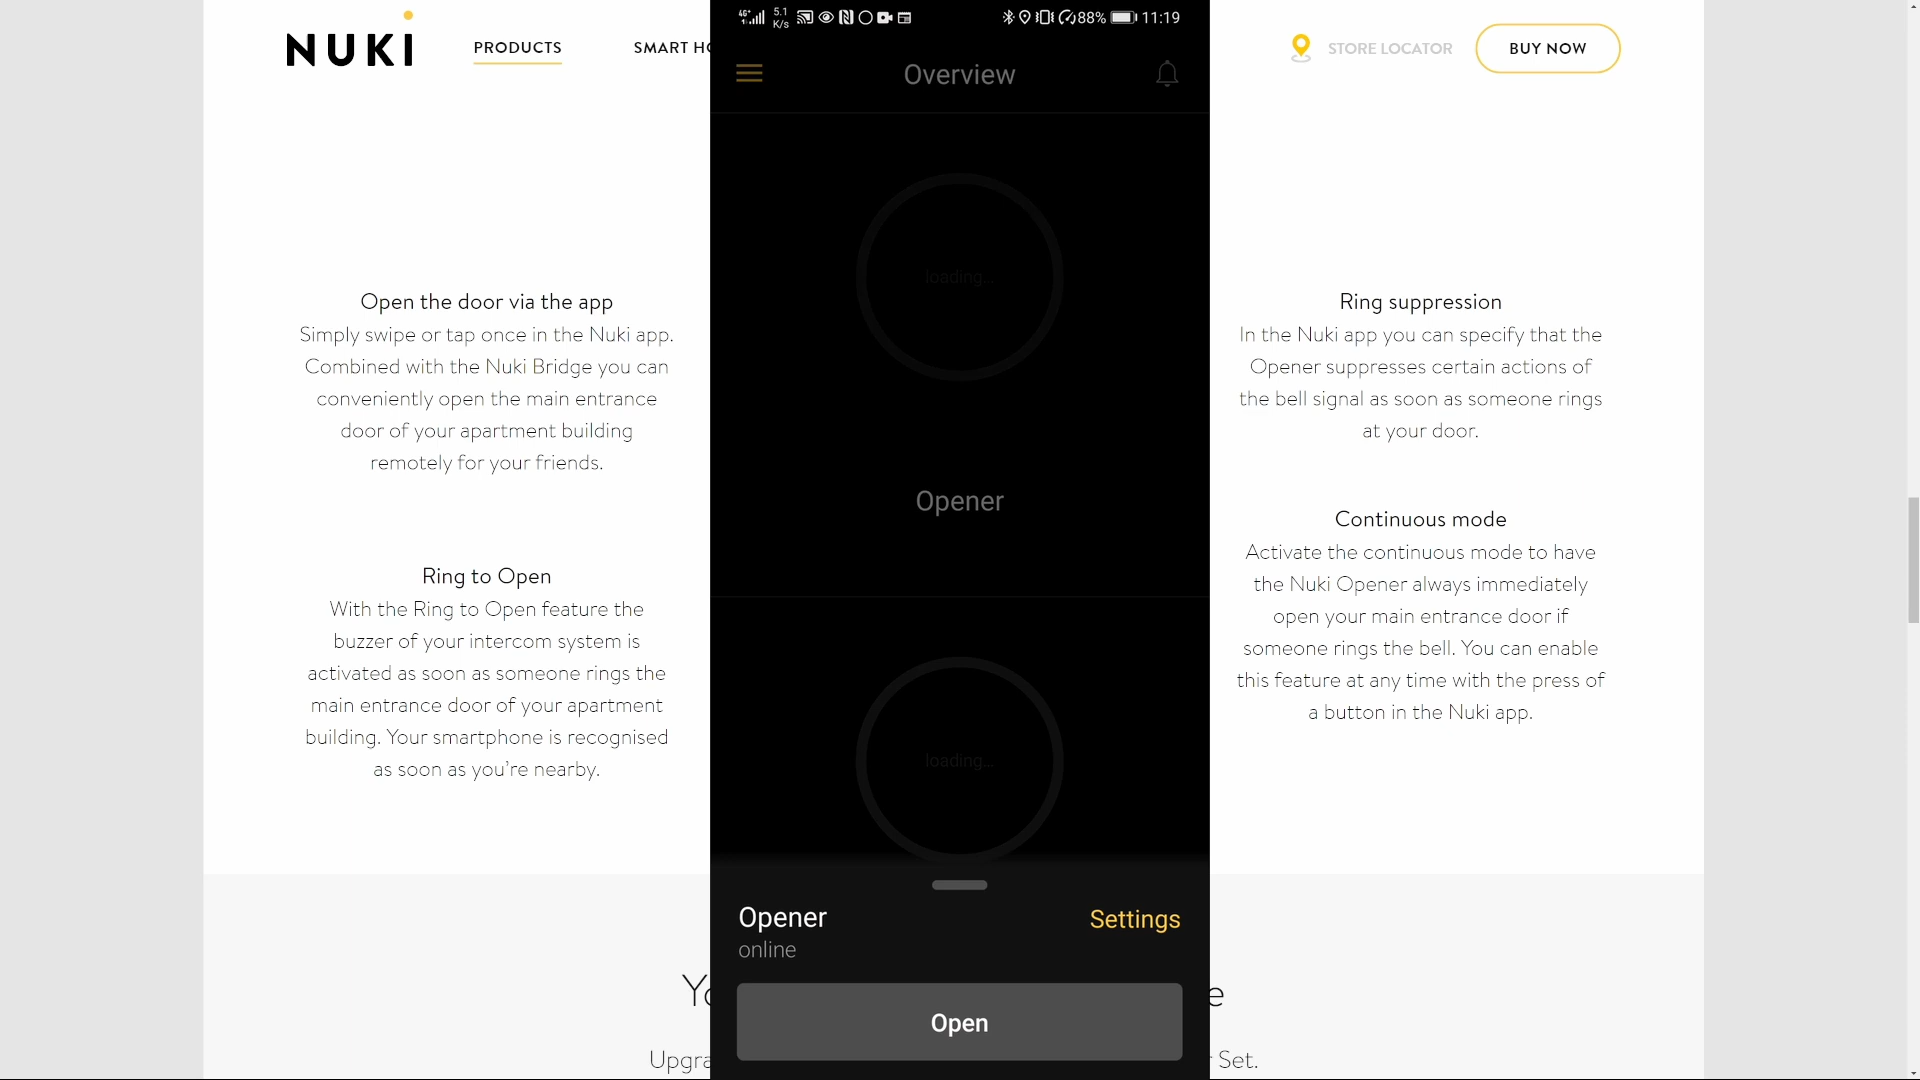 NUKI
PRODUCTS
SMART HO
STORE LOCATOR
BUY NOW
Open the door via the app
Simply swipe or tap once in the Nuki app.
Combined with the Nuki Bridge you can
conveniently open the main entrance
door of your apartment building
remotely for your friends.
Ring to Open
With the Ring to Open feature the
buzzer of your intercom system is
activated as soon as someone rings the
main entrance door of your apartment
building. Your smartphone is recognised
as soon as you're nearby.
4G+ 5.1 K/s
88% 11:19
Overview
loading...
Opener
loading...
Opener
Settings
online
Open
Ring suppression
In the Nuki app you can specify that the
Opener suppresses certain actions of
the bell signal as soon as someone rings
at your door.
Continuous mode
Activate the continuous mode to have
the Nuki Opener always immediately
open your main entrance door if
someone rings the bell. You can enable
this feature at any time with the press of
a button in the Nuki app.
Yo
e
Upgra
Set.